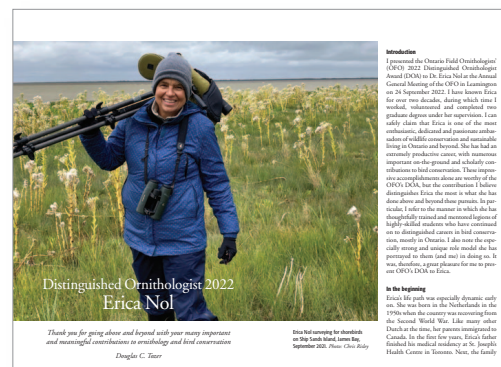 Distinguished Ornithologist 2022
Erica Nol
Thank you for going above and beyond with your many important
and meaningful contributions to ornithology and bird conservation
Douglas C. Tozer
Erica Nol surveying for shorebirds
on Ship Sands Island, James Bay,
September 2021. Photo: Chris Risley
Introduction
I presented the Ontario Field Ornithologists'
(OFO) 2022 Distinguished Ornithologist
Award (DOA) to Dr. Erica Nol at the Annual
General Meeting of the OFO in Leamington
on 24 September 2022. I have known Erica
for over two decades, during which time I
worked, volunteered and completed two
graduate degrees under her supervision. I can
safely claim that Erica is one of the most
enthusiastic, dedicated and passionate ambas-
sadors of wildlife conservation and sustainable
living in Ontario and beyond. She has had an
extremely productive career, with numerous
important on-the-ground and scholarly con-
tributions to bird conservation. These impres-
sive accomplishments alone are worthy of the
OFO's DOA, but the contribution I believe
distinguishes Erica the most is what she has
done above and beyond these pursuits. In par-
ticular, I refer to the manner in which she has
thoughtfully trained and mentored legions of
highly-skilled students who have continued
on to distinguished careers in bird conserva-
tion, mostly in Ontario. I also note the espe-
cially strong and unique role model she has
portrayed to them (and me) in doing so. It
was, therefore, a great pleasure for me to pres-
ent OFO's DOA to Erica.
In the beginning
Erica's life path was especially dynamic early
on. She was born in the Netherlands in the
1950s when the country was recovering from
the Second World War. Like many other
Dutch at the time, her parents immigrated to
Canada. In the first few years, Erica's father
finished his medical residency at St. Joseph's
Health Centre in Toronto. Next, the family